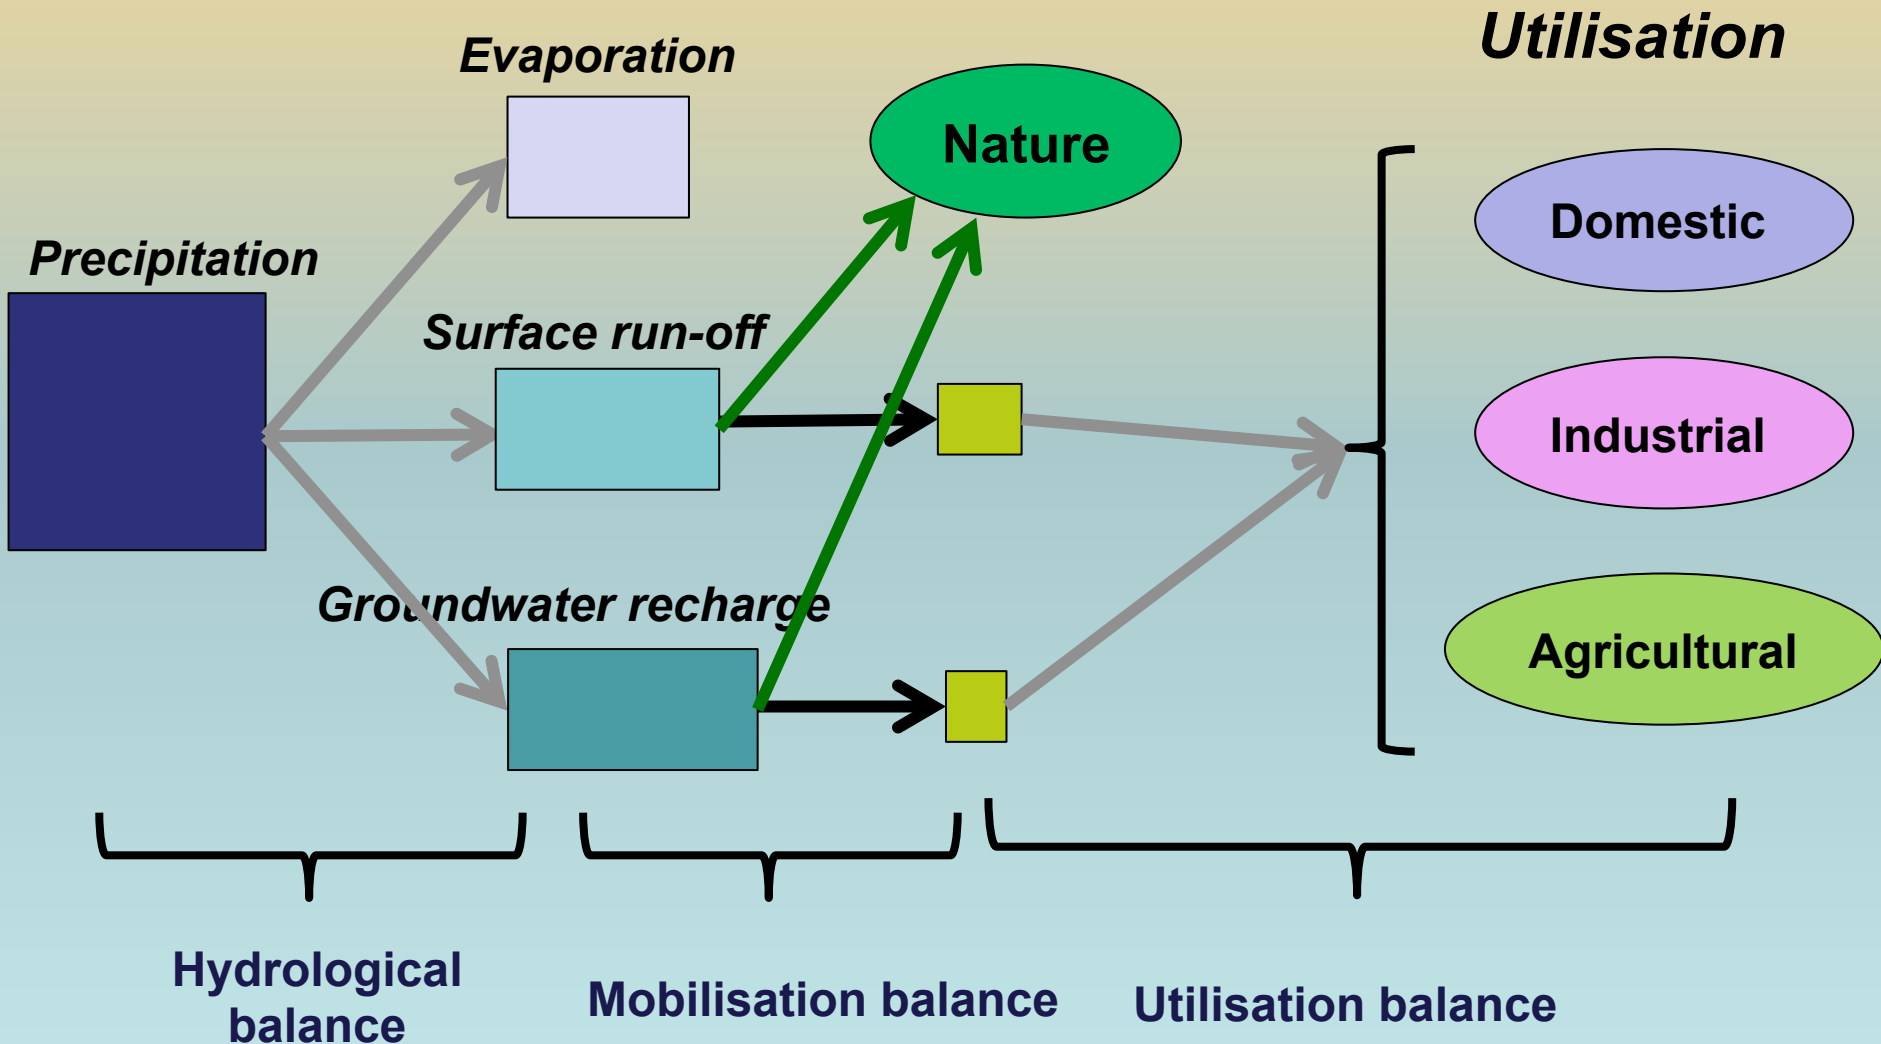 Utilisation
Evaporation
Nature
Domestic
Precipitation
Surface run-off
Industrial
Groundwater recharge
Agricultural
Hydrological
balance
Mobilisation balance
Utilisation balance